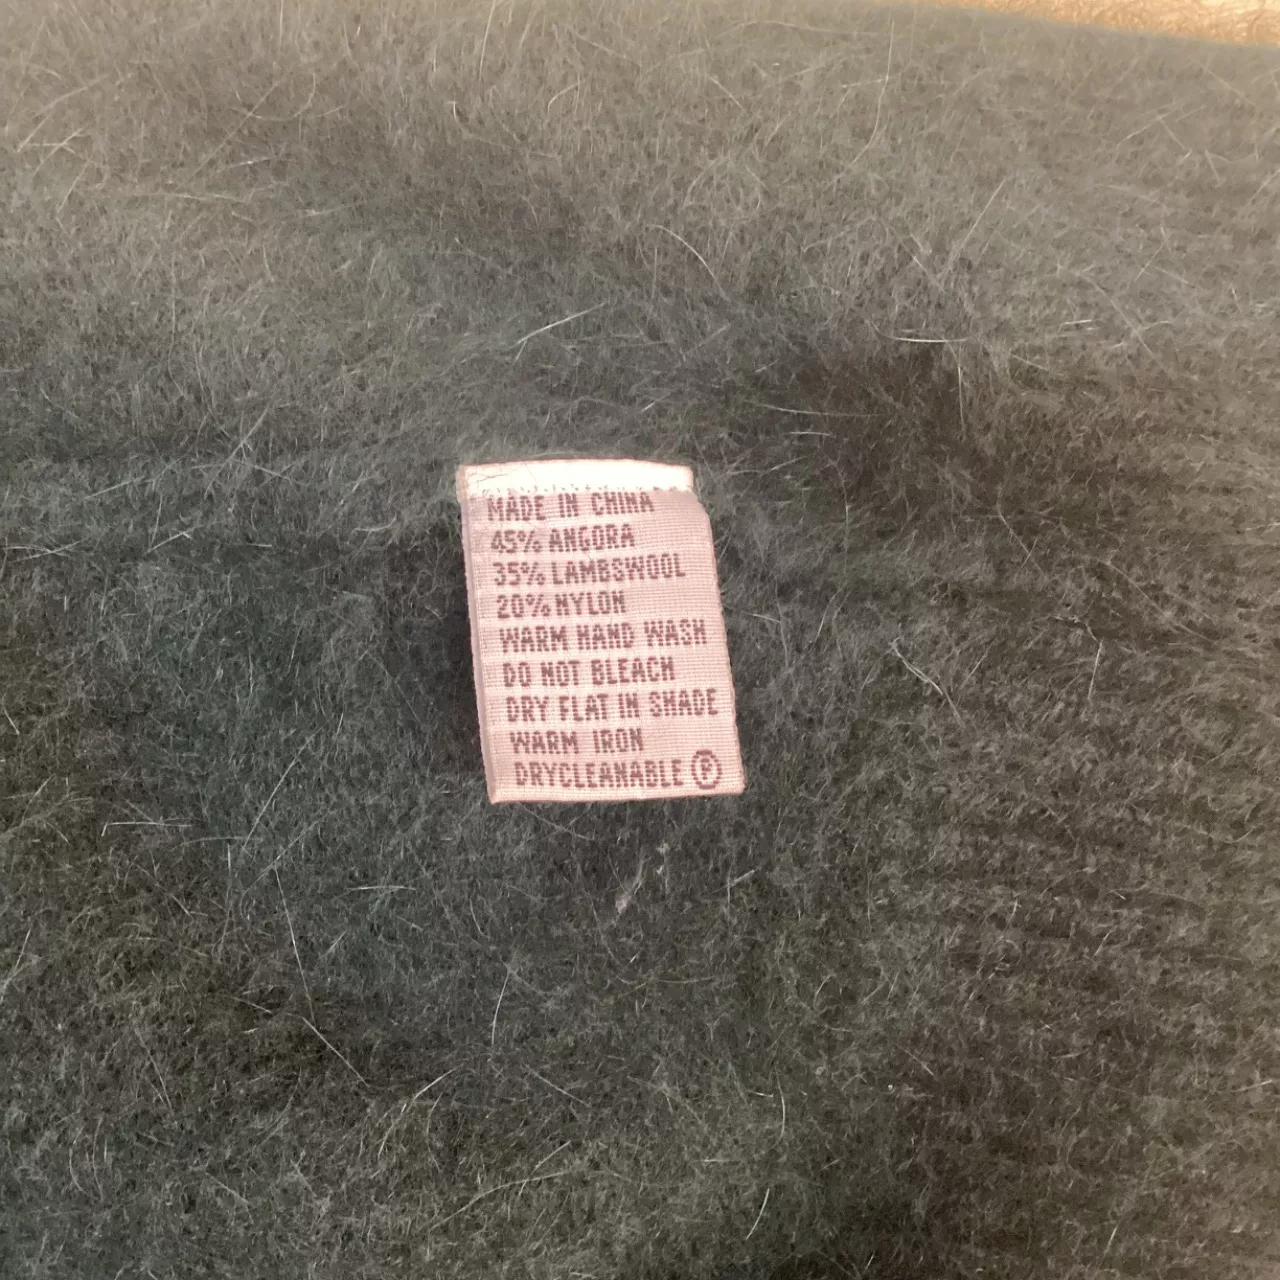 MADE IN CHINA
45% ANGORA
35% LAMBSWOOL
20% NYLON
WARM HAND WASH
DO NOT BLEACH
DRY FLAT IN SHADE
WARM IRON
DRYCLEANABLE Ⓟ